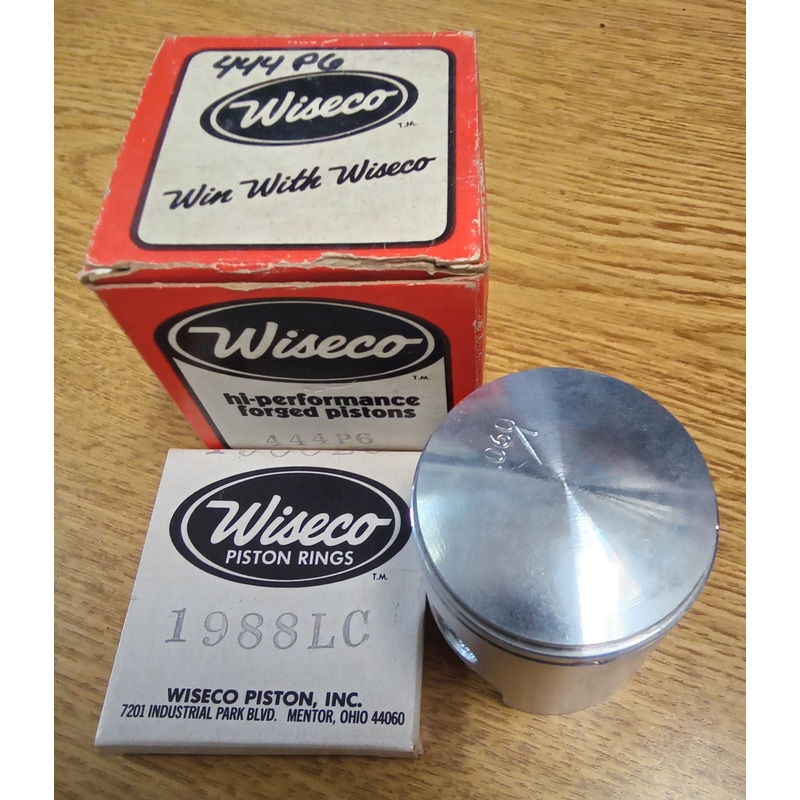 444 P6
Wiseco
T.M.
Win With Wiseco
Wiseco
T.M.
hi-performance
forged pistons
444P6
Wiseco
PISTON RINGS
T.M.
1988LC
WISECO PISTON, INC.
7201 INDUSTRIAL PARK BLVD. MENTOR, OHIO 44060
.060